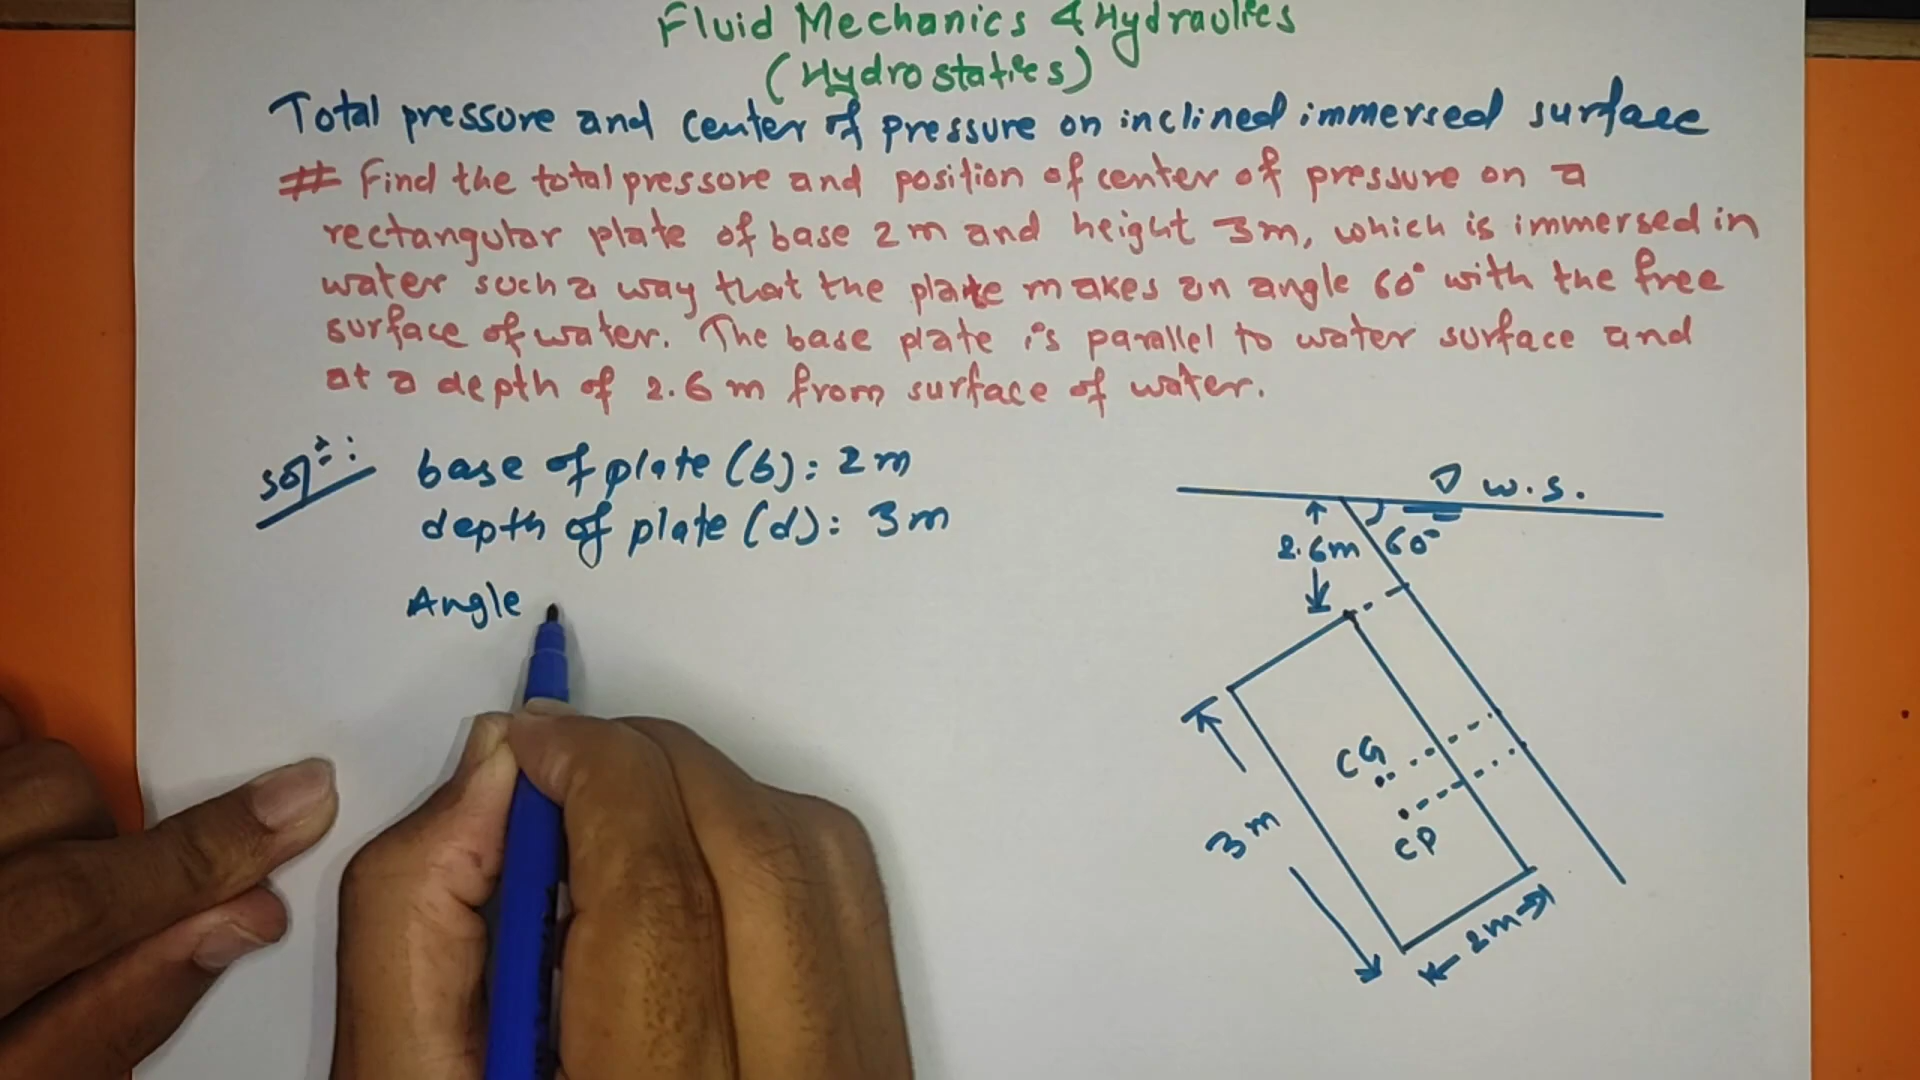 Fluid Mechanics & Hydraulics
(Hydrostatics)
Total pressure and center of pressure on inclined immersed surface
# Find the total pressure and position of center of pressure on a
rectangular plate of base 2m and height 3m, which is immersed in
water such a way that the plate makes an angle 60° with the free
surface of water. The base plate is parallel to water surface and
at a depth of 2.6 m from surface of water.
solⁿ:
base of plate (b): 2m
depth of plate (d): 3m
Angle
w.s.
2.6m
60°
CG
CP
3m
2m